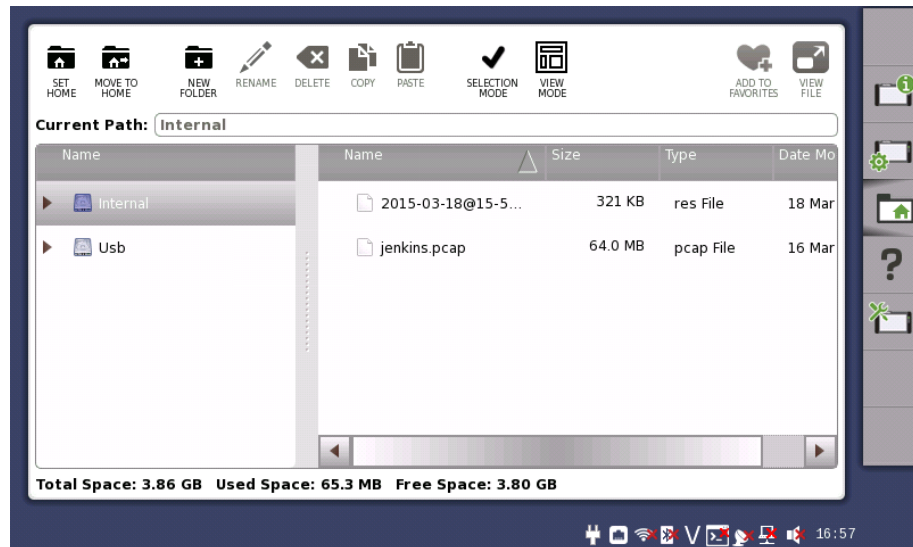 SET HOME
MOVE TO HOME
NEW FOLDER
RENAME
DELETE
COPY
PASTE
SELECTION MODE
VIEW MODE
ADD TO FAVORITES
VIEW FILE
Current Path: Internal
Name
Name Size Type Date Mo
Internal
2015-03-18@15-5... 321 KB res File 18 Mar
Usb
jenkins.pcap 64.0 MB pcap File 16 Mar
Total Space: 3.86 GB Used Space: 65.3 MB Free Space: 3.80 GB
16:57